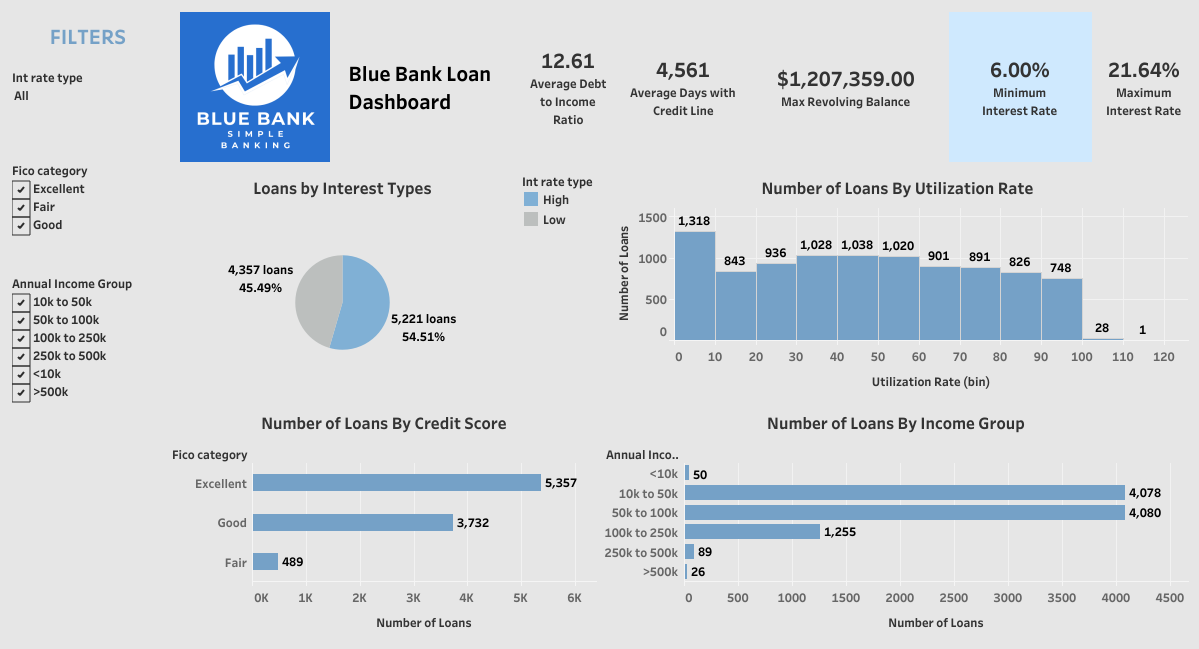 FILTERS
Int rate type
All
Fico category
Excellent
Fair
Good
Annual Income Group
10k to 50k
50k to 100k
100k to 250k
250k to 500k
<10k
>500k
BLUE BANK
SIMPLE
BANKING
Blue Bank Loan
Dashboard
12.61
Average Debt
to Income
Ratio
4,561
Average Days with
Credit Line
$1,207,359.00
Max Revolving Balance
6.00%
Minimum
Interest Rate
21.64%
Maximum
Interest Rate
Loans by Interest Types
Int rate type
High
Low
4,357 loans
45.49%
5,221 loans
54.51%
Number of Loans By Utilization Rate
Number of Loans
1500
1000
500
0
1,318
843
936
1,028
1,038
1,020
901
891
826
748
28
1
0
10
20
30
40
50
60
70
80
90
100
110
120
Utilization Rate (bin)
Number of Loans By Credit Score
Fico category
Excellent
5,357
Good
3,732
Fair
489
0K
1K
2K
3K
4K
5K
6K
Number of Loans
Number of Loans By Income Group
Annual Inco..
<10k
50
10k to 50k
4,078
50k to 100k
4,080
100k to 250k
1,255
250k to 500k
89
>500k
26
0
500
1000
1500
2000
2500
3000
3500
4000
4500
Number of Loans